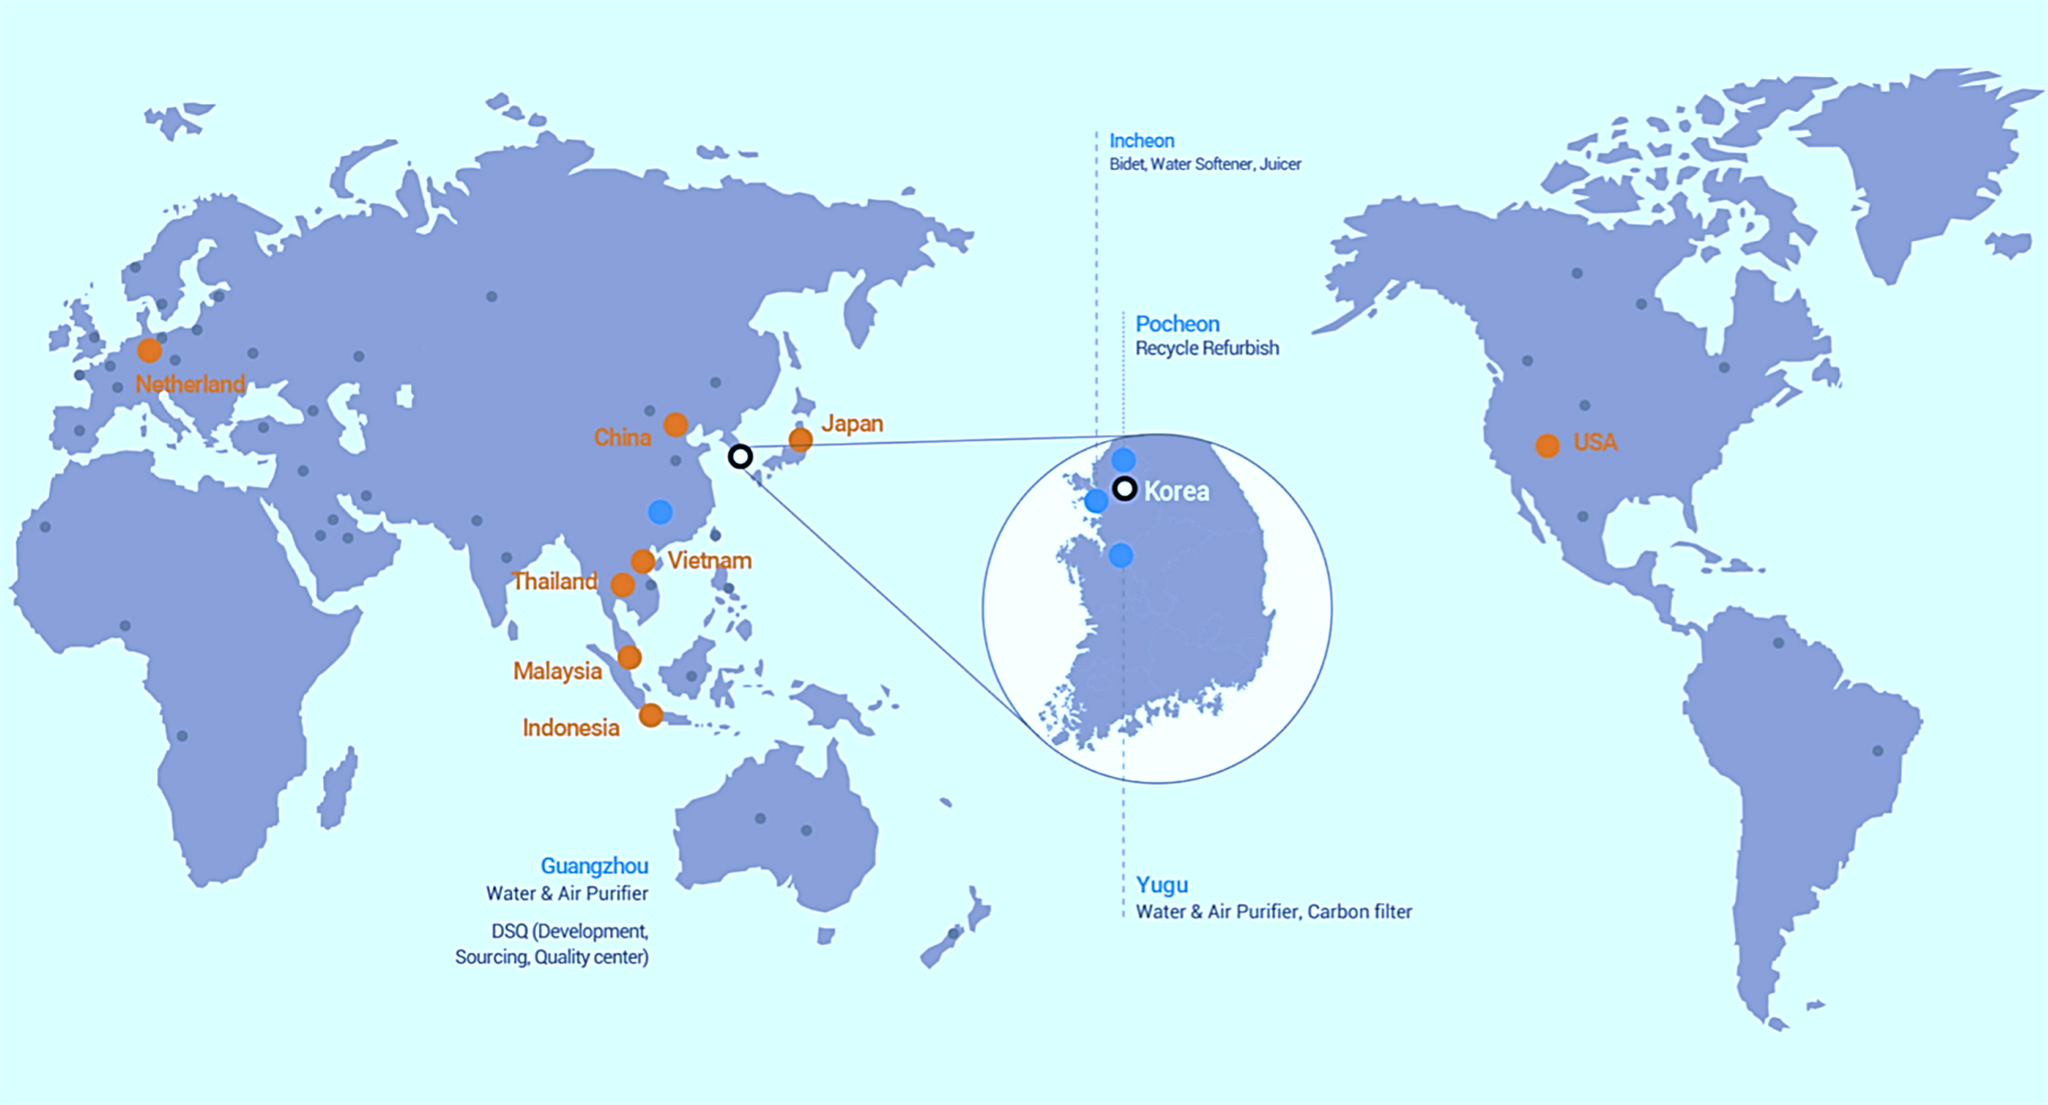 Incheon
Bidet, Water Softener, Juicer
Pocheon
Recycle Refurbish
Netherland
China
Japan
USA
Korea
Vietnam
Thailand
Malaysia
Indonesia
Guangzhou
Water & Air Purifier
DSQ (Development,
Sourcing, Quality center)
Yugu
Water & Air Purifier, Carbon filter